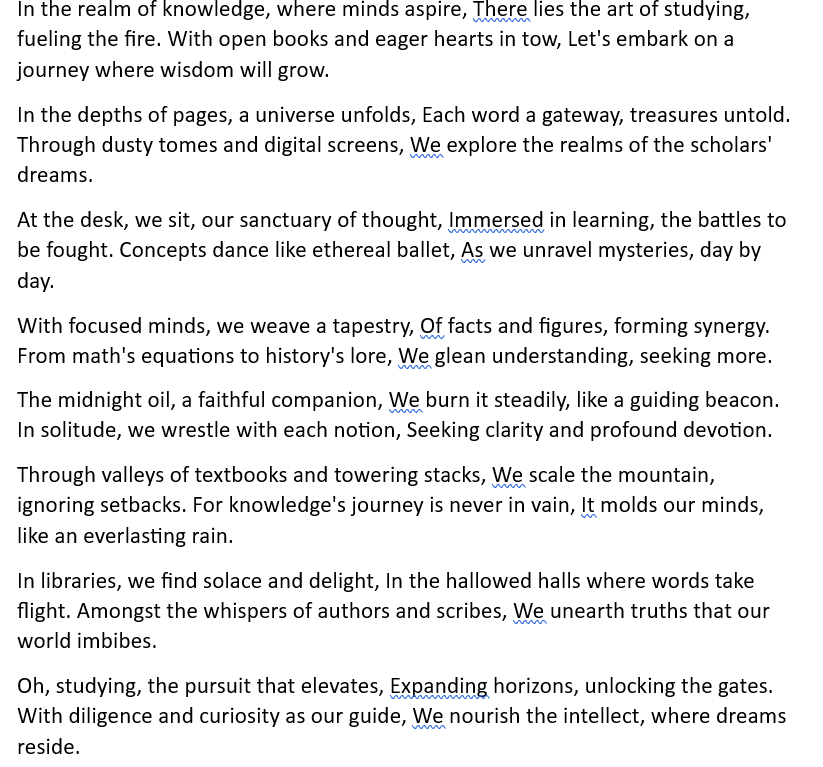 In the realm of knowledge, where minds aspire, There lies the art of studying,
fueling the fire. With open books and eager hearts in tow, Let's embark on a
journey where wisdom will grow.
In the depths of pages, a universe unfolds, Each word a gateway, treasures untold.
Through dusty tomes and digital screens, We explore the realms of the scholars'
dreams.
At the desk, we sit, our sanctuary of thought, Immersed in learning, the battles to
be fought. Concepts dance like ethereal ballet, As we unravel mysteries, day by
day.
With focused minds, we weave a tapestry, Of facts and figures, forming synergy.
From math's equations to history's lore, We glean understanding, seeking more.
The midnight oil, a faithful companion, We burn it steadily, like a guiding beacon.
In solitude, we wrestle with each notion, Seeking clarity and profound devotion.
Through valleys of textbooks and towering stacks, We scale the mountain,
ignoring setbacks. For knowledge's journey is never in vain, It molds our minds,
like an everlasting rain.
In libraries, we find solace and delight, In the hallowed halls where words take
flight. Amongst the whispers of authors and scribes, We unearth truths that our
world imbibes.
Oh, studying, the pursuit that elevates, Expanding horizons, unlocking the gates.
With diligence and curiosity as our guide, We nourish the intellect, where dreams
reside.